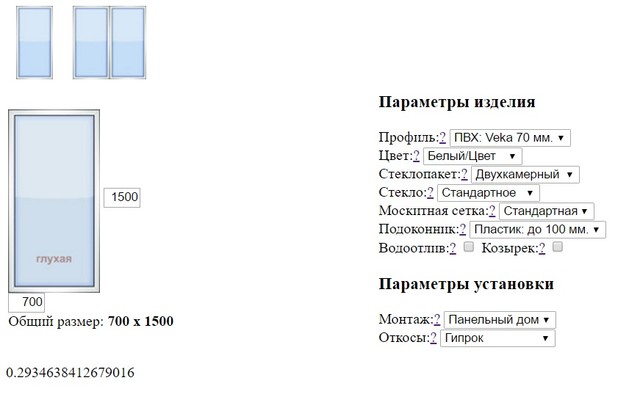 1500
глухая
700
Общий размер: 700 x 1500
0.2934638412679016
Параметры изделия
Профиль:? ПВХ: Veka 70 мм.
Цвет:? Белый/Цвет
Стеклопакет:? Двухкамерный
Стекло:? Стандартное
Москитная сетка:? Стандартная
Подоконник:? Пластик: до 100 мм.
Водоотлив:? Козырек:?
Параметры установки
Монтаж:? Панельный дом
Откосы:? Гипрок